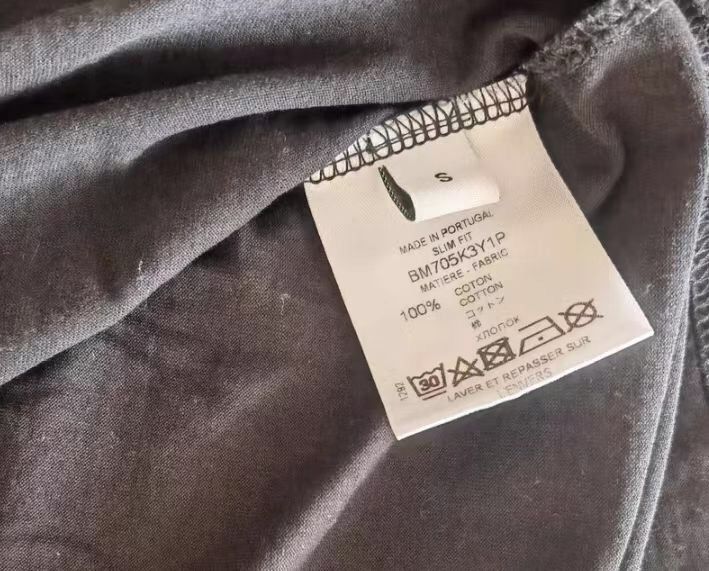 S
MADE IN PORTUGAL
SLIM FIT
BM705K3Y1P
MATIERE - FABRIC
100% COTON
COTTON
コットン
棉
ХЛОПОК
30
1292
LAVER ET REPASSER SUR
L'ENVERS